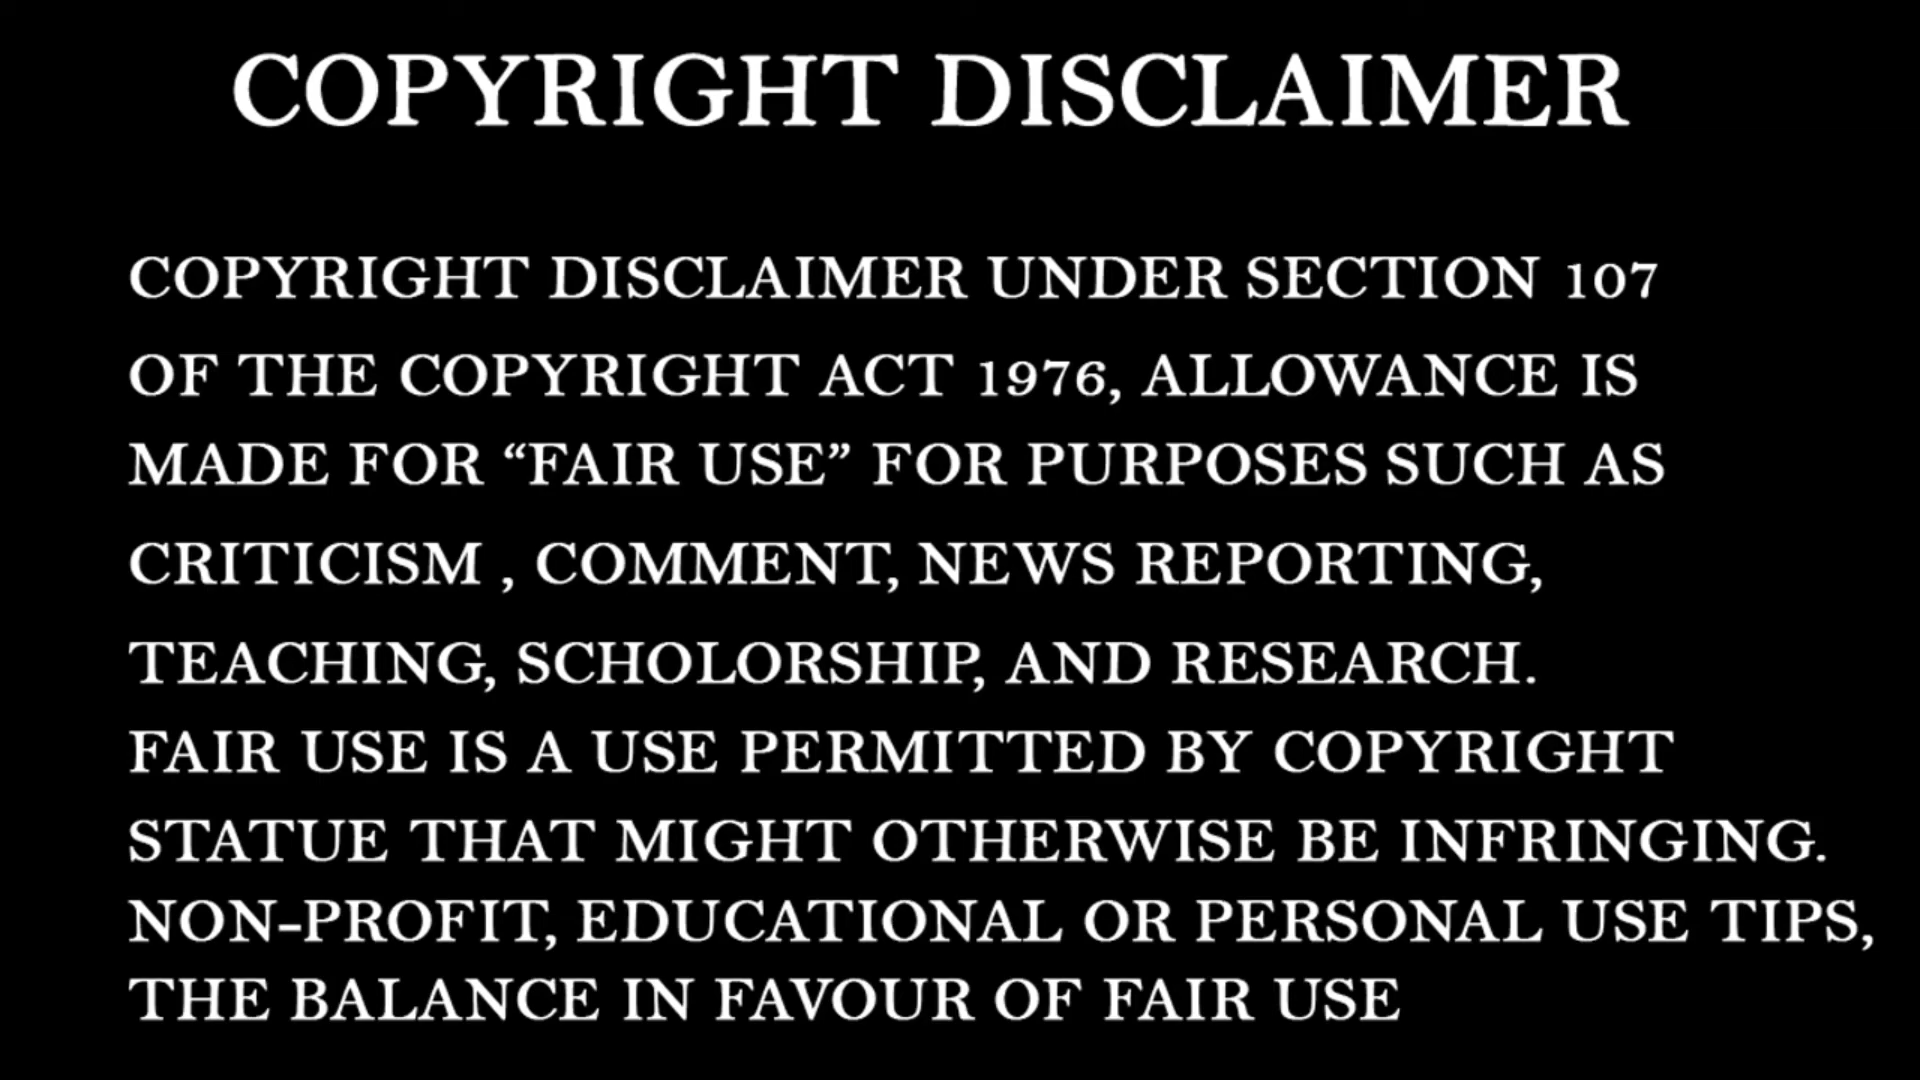 COPYRIGHT DISCLAIMER
COPYRIGHT DISCLAIMER UNDER SECTION 107
OF THE COPYRIGHT ACT 1976, ALLOWANCE IS
MADE FOR “FAIR USE” FOR PURPOSES SUCH AS
CRITICISM , COMMENT, NEWS REPORTING,
TEACHING, SCHOLORSHIP, AND RESEARCH.
FAIR USE IS A USE PERMITTED BY COPYRIGHT
STATUE THAT MIGHT OTHERWISE BE INFRINGING.
NON-PROFIT, EDUCATIONAL OR PERSONAL USE TIPS,
THE BALANCE IN FAVOUR OF FAIR USE